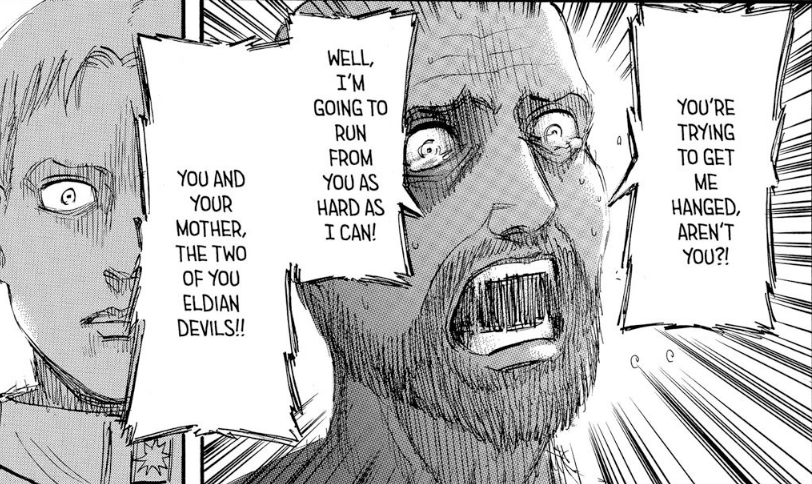 YOU'RE
TRYING
TO GET
ME
HANGED,
AREN'T
YOU?!
WELL,
I'M
GOING TO
RUN
FROM
YOU AS
HARD AS
I CAN!
YOU AND
YOUR
MOTHER,
THE TWO
OF YOU
ELDIAN
DEVILS!!